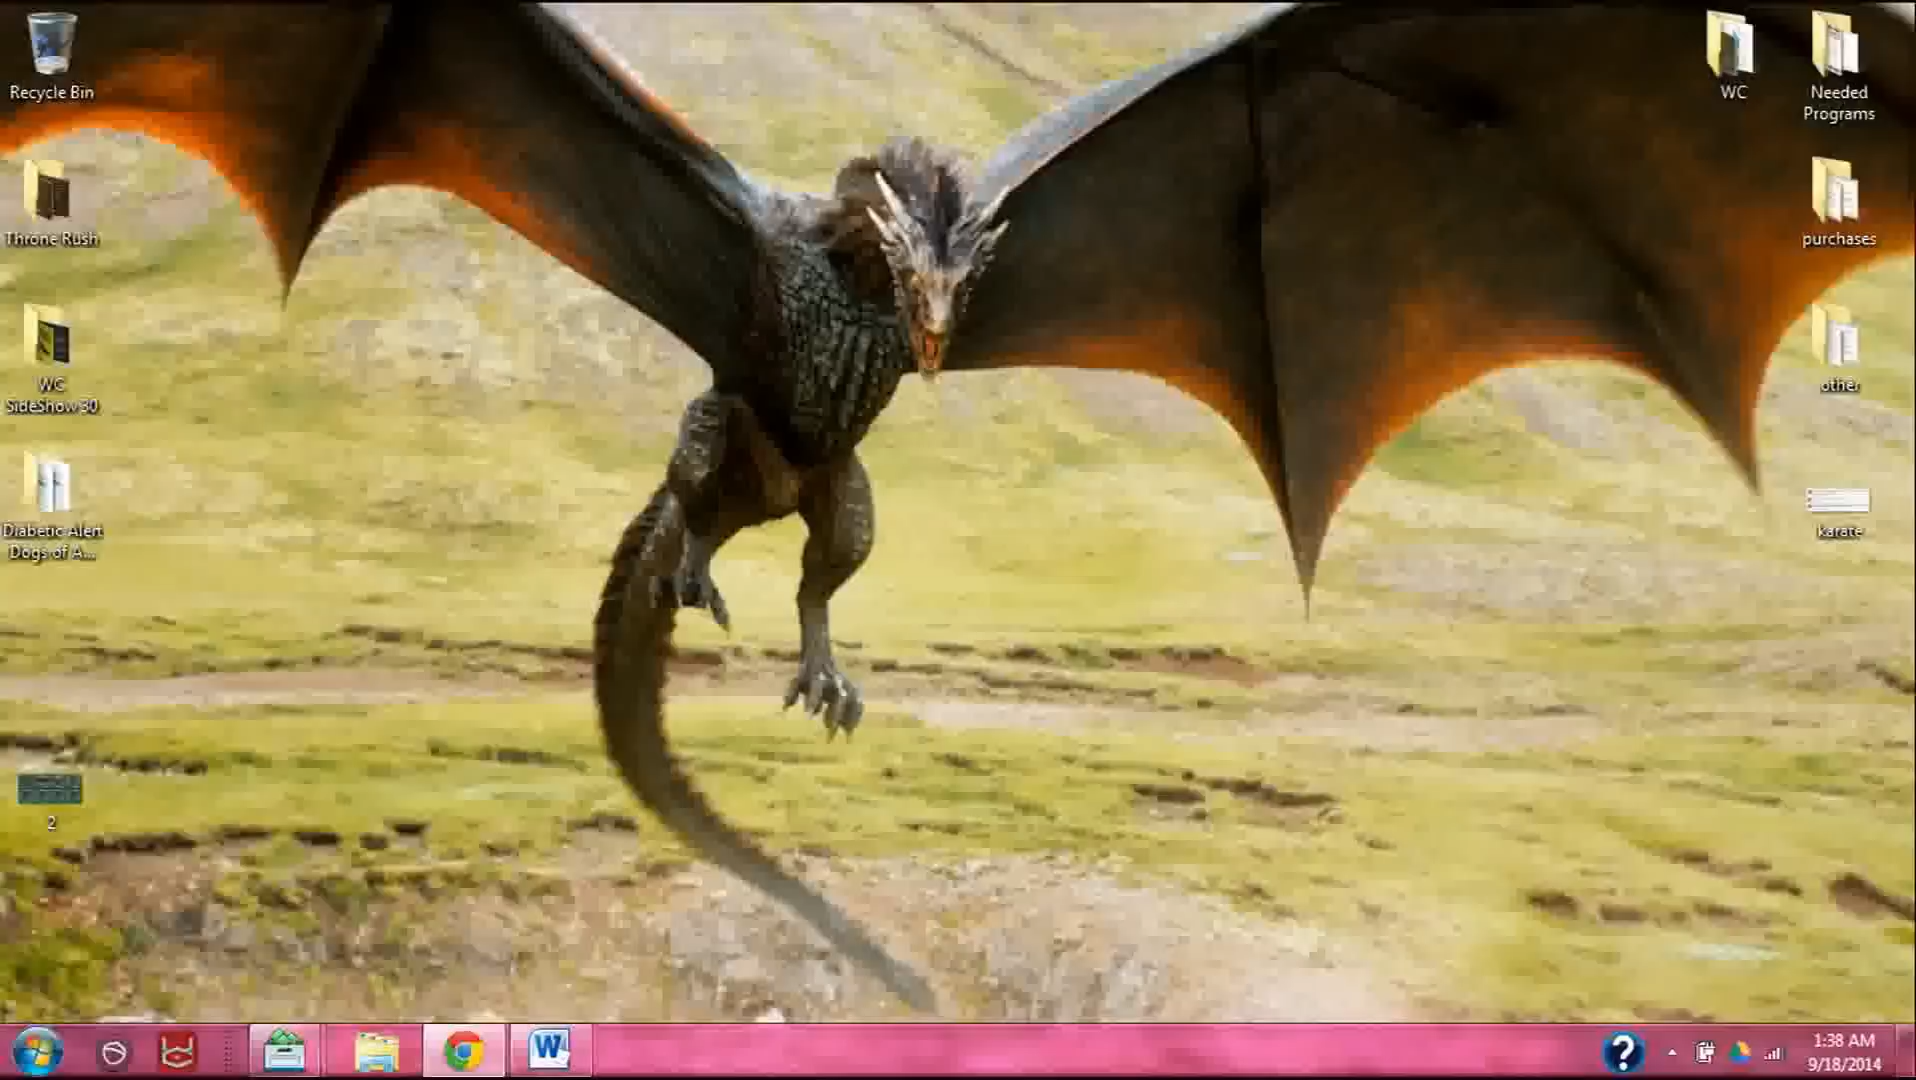 Recycle Bin
WC
Needed
Programs
Throne Rush
purchases
WC
SideShow 30
other
Diabetic Alert
Dogs of A...
karate
2
W
?
1:38 AM
9/18/2014